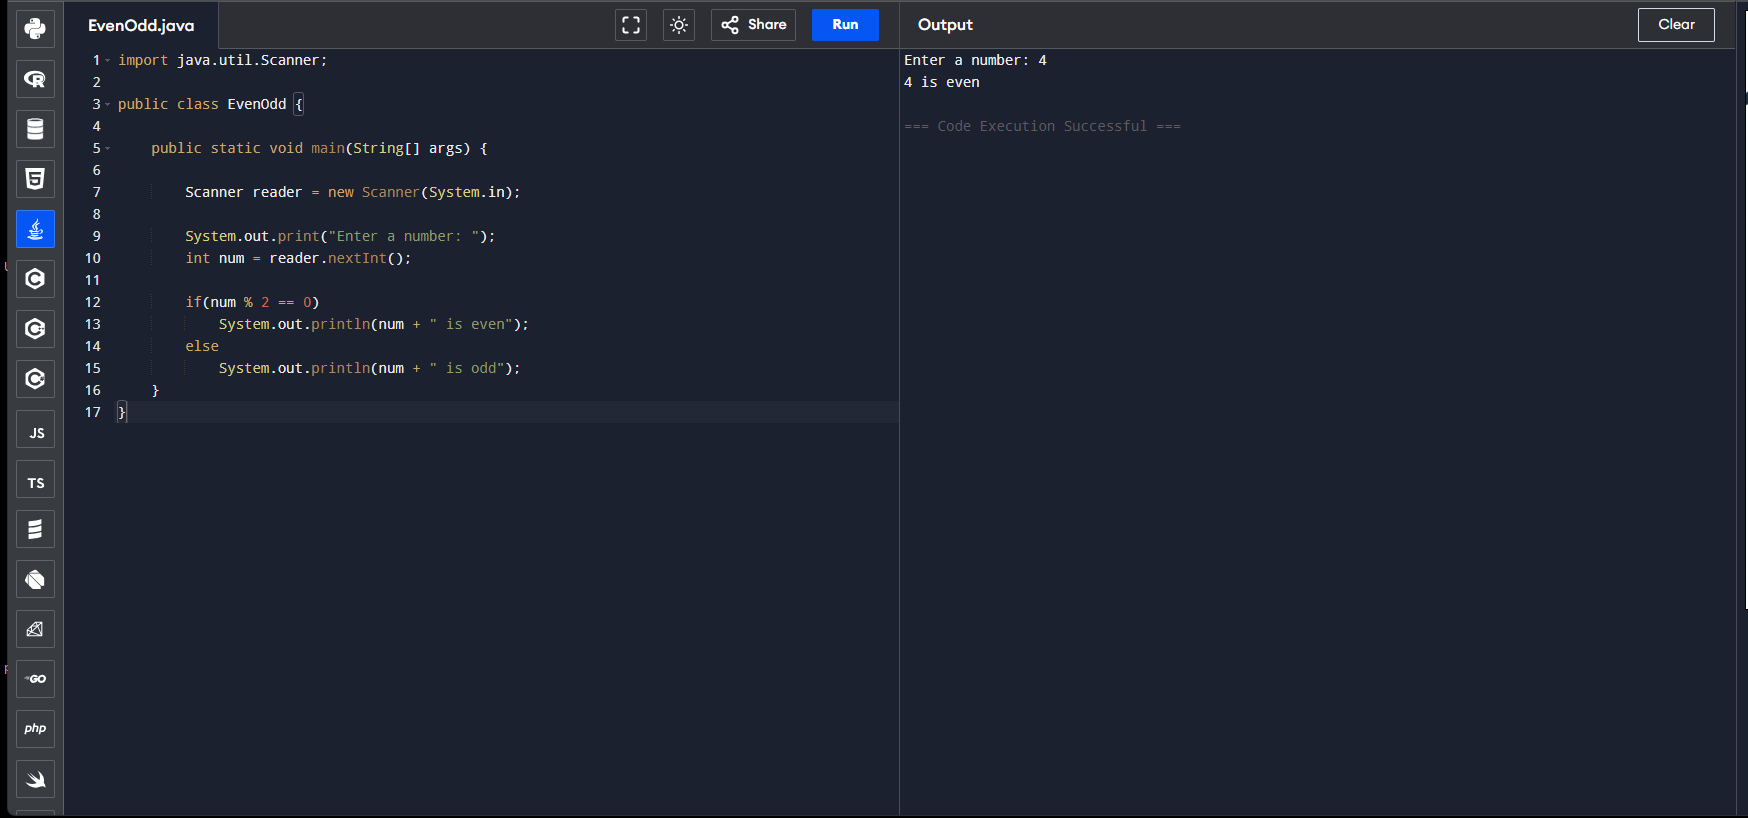 EvenOdd.java
Share
Run
Output
Clear
1 import java.util.Scanner;
2
3 public class EvenOdd {
4
5     public static void main(String[] args) {
6
7         Scanner reader = new Scanner(System.in);
8
9         System.out.print("Enter a number: ");
10         int num = reader.nextInt();
11
12         if(num % 2 == 0)
13             System.out.println(num + " is even");
14         else
15             System.out.println(num + " is odd");
16     }
17 }
Enter a number: 4
4 is even
=== Code Execution Successful ===
R
5
C
C
C
JS
TS
GO
php